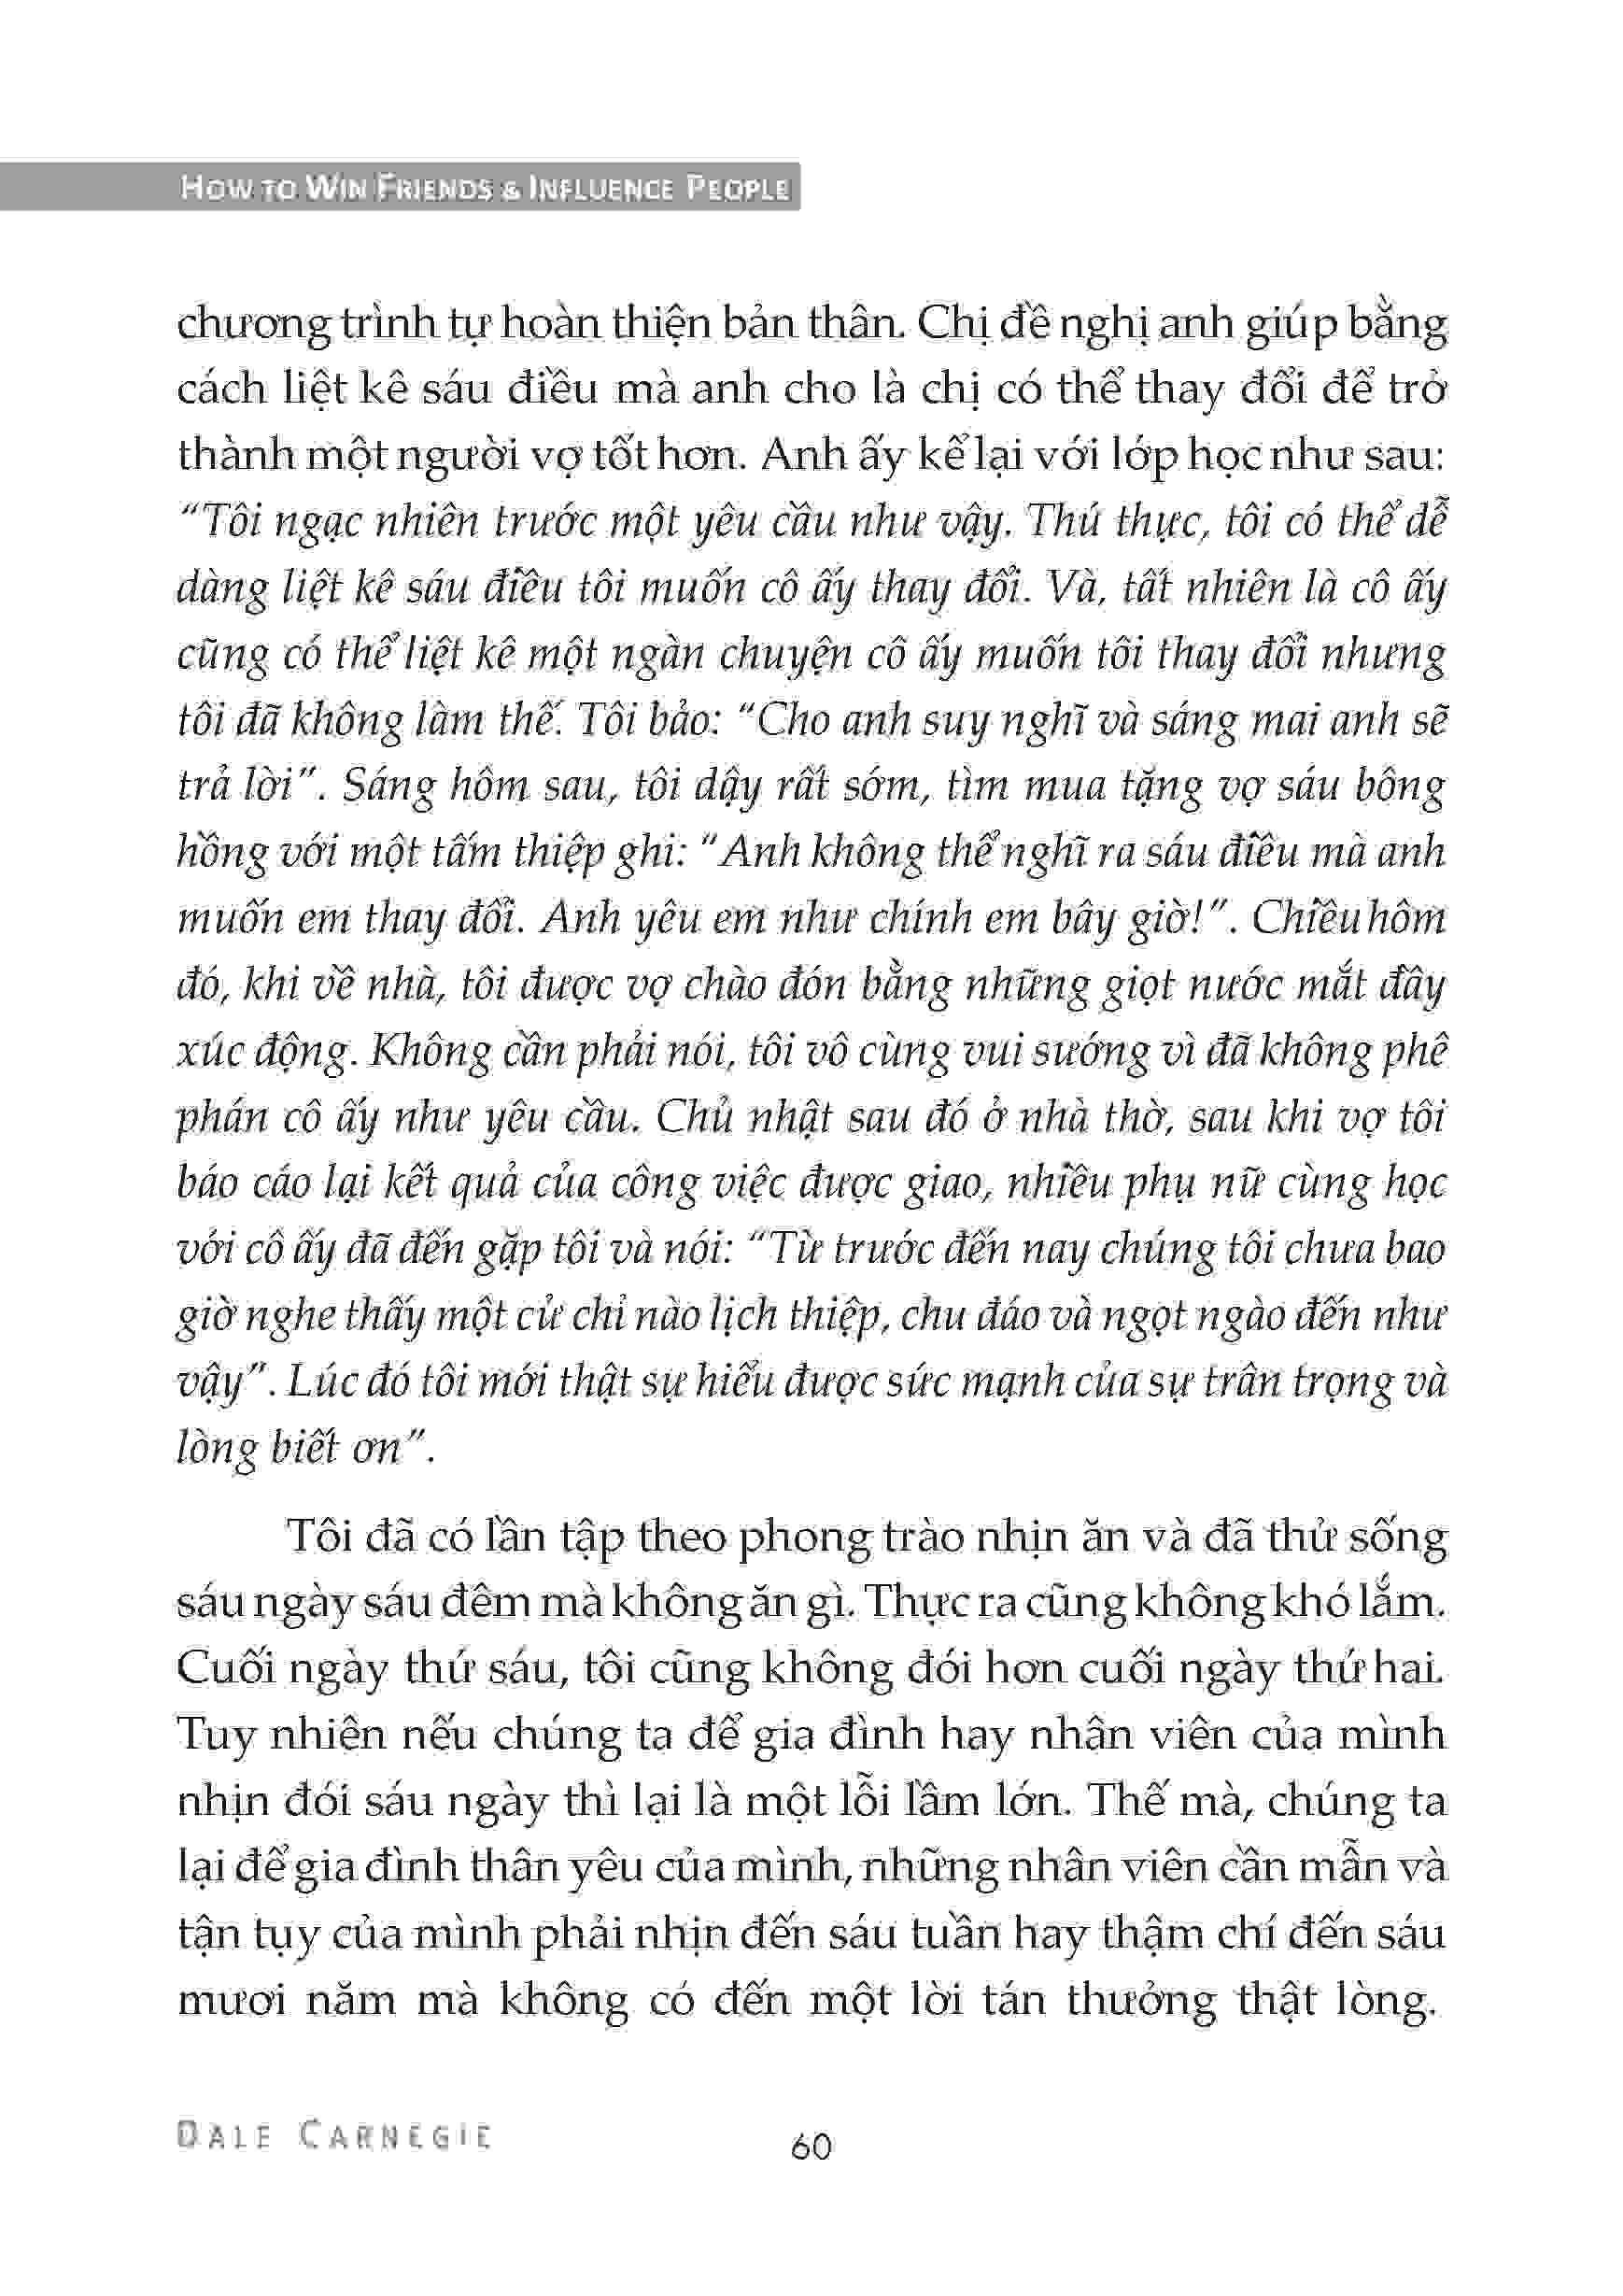 HOW TO WIN FRIENDS & INFLUENCE PEOPLE
chương trình tự hoàn thiện bản thân. Chị đề nghị anh giúp bằng
cách liệt kê sáu điều mà anh cho là chị có thể thay đổi để trở
thành một người vợ tốt hơn. Anh ấy kể lại với lớp học như sau:
“Tôi ngạc nhiên trước một yêu cầu như vậy. Thú thực, tôi có thể dễ
dàng liệt kê sáu điều tôi muốn cô ấy thay đổi. Và, tất nhiên là cô ấy
cũng có thể liệt kê một ngàn chuyện cô ấy muốn tôi thay đổi nhưng
tôi đã không làm thế. Tôi bảo: “Cho anh suy nghĩ và sáng mai anh sẽ
trả lời”. Sáng hôm sau, tôi dậy rất sớm, tìm mua tặng vợ sáu bông
hồng với một tấm thiệp ghi: “Anh không thể nghĩ ra sáu điều mà anh
muốn em thay đổi. Anh yêu em như chính em bây giờ!”. Chiều hôm
đó, khi về nhà, tôi được vợ chào đón bằng những giọt nước mắt đầy
xúc động. Không cần phải nói, tôi vô cùng vui sướng vì đã không phê
phán cô ấy như yêu cầu. Chủ nhật sau đó ở nhà thờ, sau khi vợ tôi
báo cáo lại kết quả của công việc được giao, nhiều phụ nữ cùng học
với cô ấy đã đến gặp tôi và nói: “Từ trước đến nay chúng tôi chưa bao
giờ nghe thấy một cử chỉ nào lịch thiệp, chu đáo và ngọt ngào đến như
vậy”. Lúc đó tôi mới thật sự hiểu được sức mạnh của sự trân trọng và
lòng biết ơn”.
Tôi đã có lần tập theo phong trào nhịn ăn và đã thử sống
sáu ngày sáu đêm mà không ăn gì. Thực ra cũng không khó lắm.
Cuối ngày thứ sáu, tôi cũng không đói hơn cuối ngày thứ hai.
Tuy nhiên nếu chúng ta để gia đình hay nhân viên của mình
nhịn đói sáu ngày thì lại là một lỗi lầm lớn. Thế mà, chúng ta
lại để gia đình thân yêu của mình, những nhân viên cần mẫn và
tận tụy của mình phải nhịn đến sáu tuần hay thậm chí đến sáu
mươi năm mà không có đến một lời tán thưởng thật lòng.
DALE CARNEGIE
60